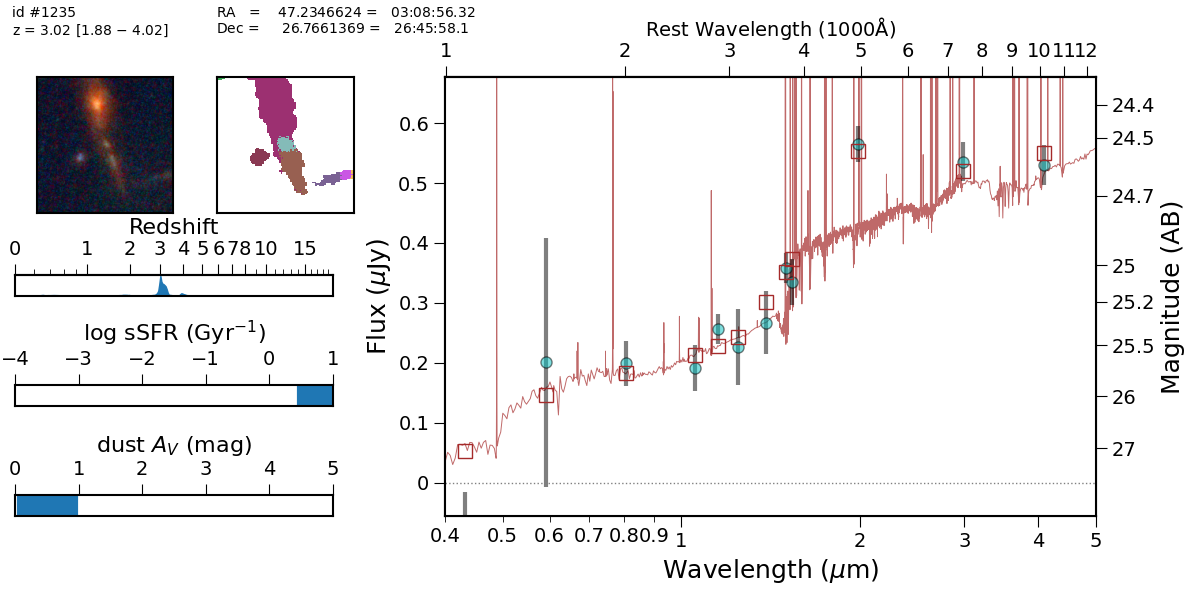 id #1235
z = 3.02 [1.88 − 4.02]
RA = 47.2346624 = 03:08:56.32
Dec = 26.7661369 = 26:45:58.1
Redshift
0 1 2 3 4 5 6 7 8 10 15
log sSFR (Gyr⁻¹)
−4 −3 −2 −1 0 1
dust A_V (mag)
0 1 2 3 4 5
Rest Wavelength (1000Å)
1 2 3 4 5 6 7 8 9 10 11 12
Flux (μJy)
0.6
0.5
0.4
0.3
0.2
0.1
0
24.4
24.5
24.7
25
25.2
25.5
26
27
Magnitude (AB)
0.4 0.5 0.6 0.7 0.8 0.9 1 2 3 4 5
Wavelength (μm)